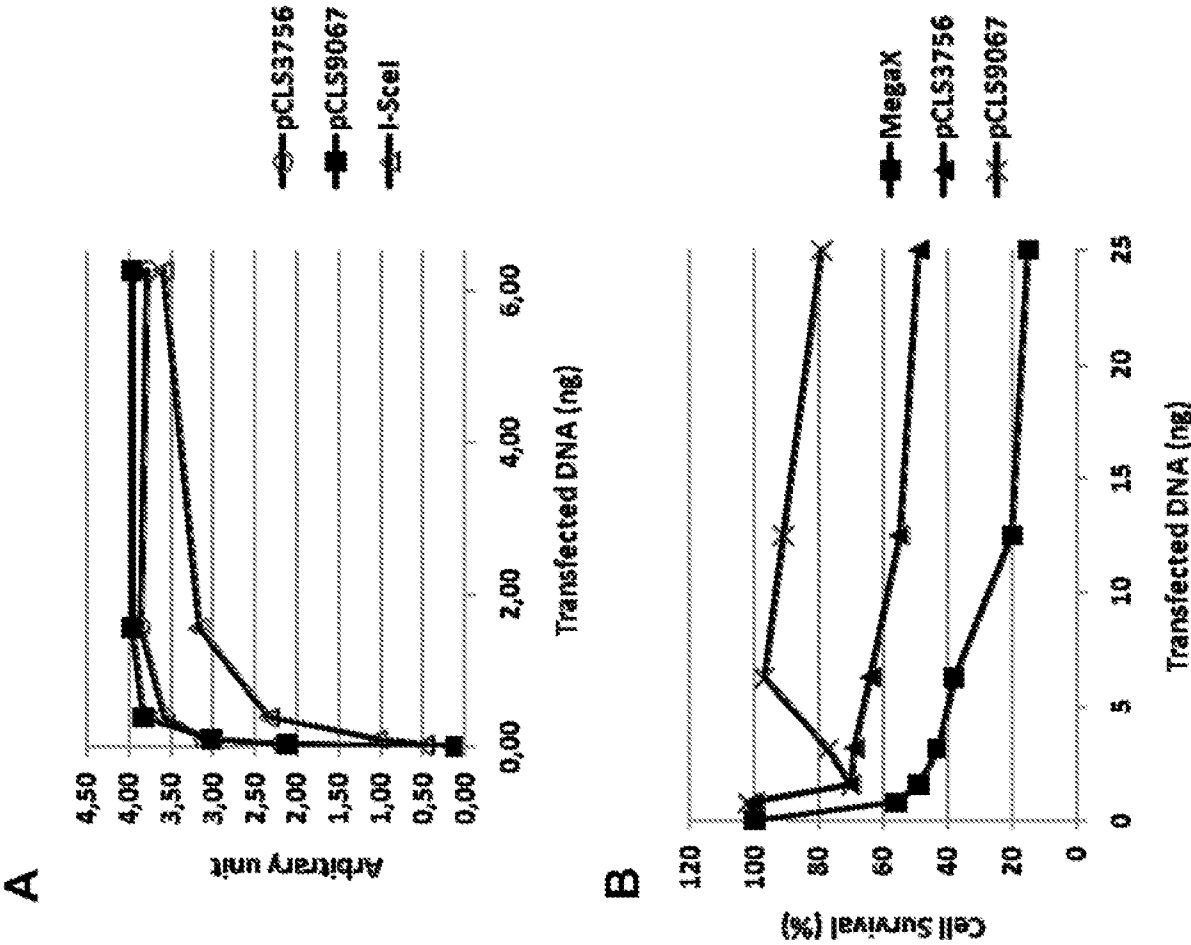 A
Arbitrary unit
4,50
4,00
3,50
3,00
2,50
2,00
1,50
1,00
0,50
0,00
0,00
2,00
4,00
6,00
Transfected DNA (ng)
pCLS3756
pCLS9067
I-SceI
B
Cell Survival (%)
120
100
80
60
40
20
0
0
5
10
15
20
25
Transfected DNA (ng)
MegaX
pCLS3756
pCLS9067